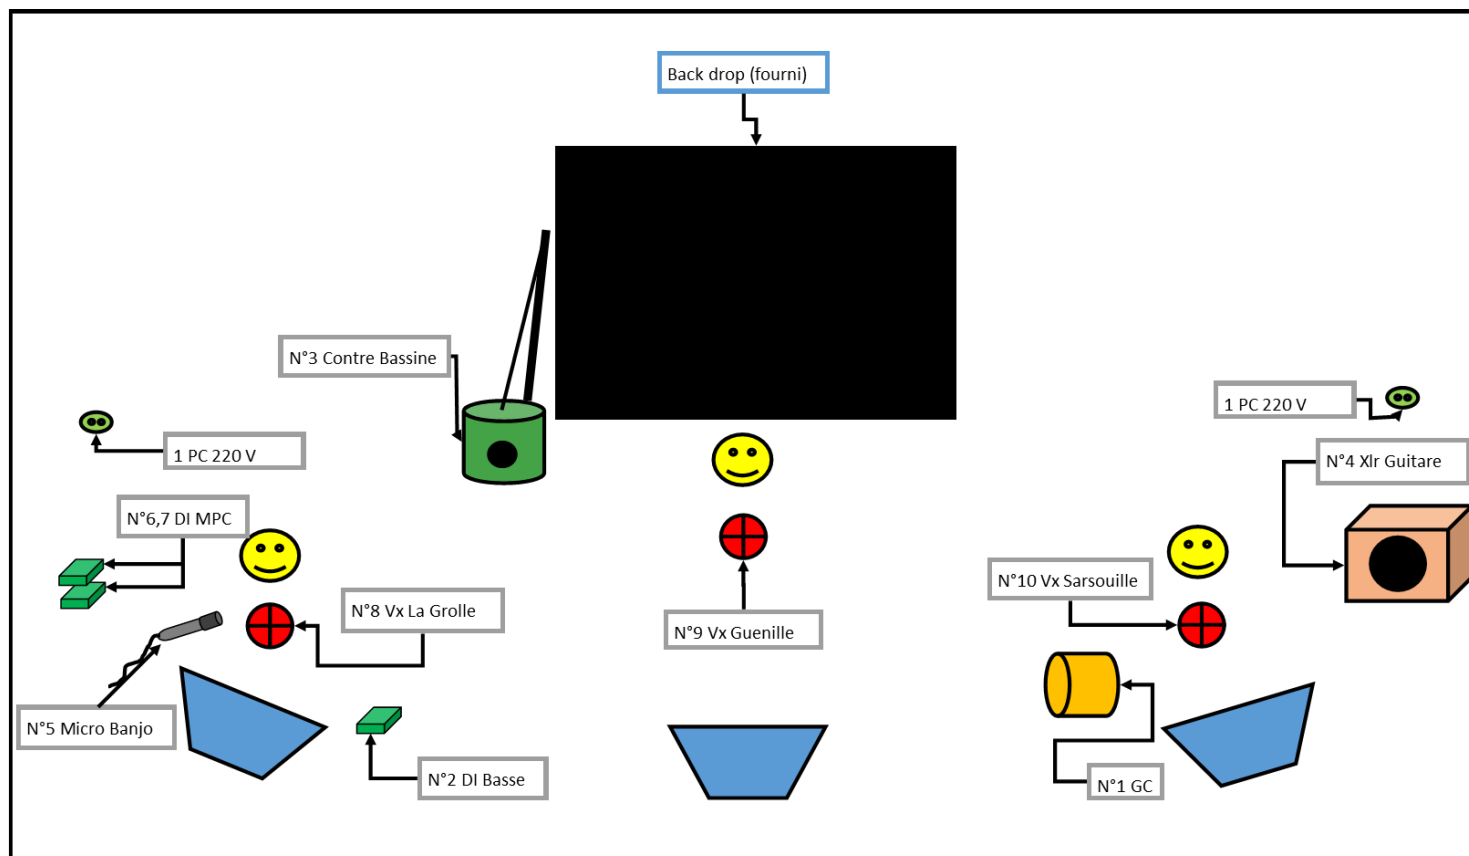 Back drop (fourni)
N°3 Contre Bassine
1 PC 220 V
1 PC 220 V
N°4 Xlr Guitare
N°6,7 DI MPC
N°10 Vx Sarsouille
N°8 Vx La Grolle
N°9 Vx Guenille
N°5 Micro Banjo
N°2 DI Basse
N°1 GC